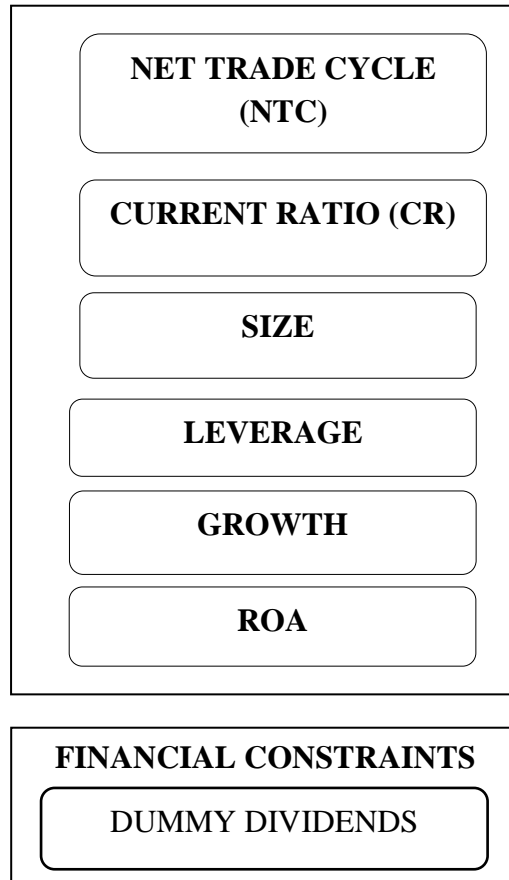 NET TRADE CYCLE
(NTC)
CURRENT RATIO (CR)
SIZE
LEVERAGE
GROWTH
ROA
FINANCIAL CONSTRAINTS
DUMMY DIVIDENDS